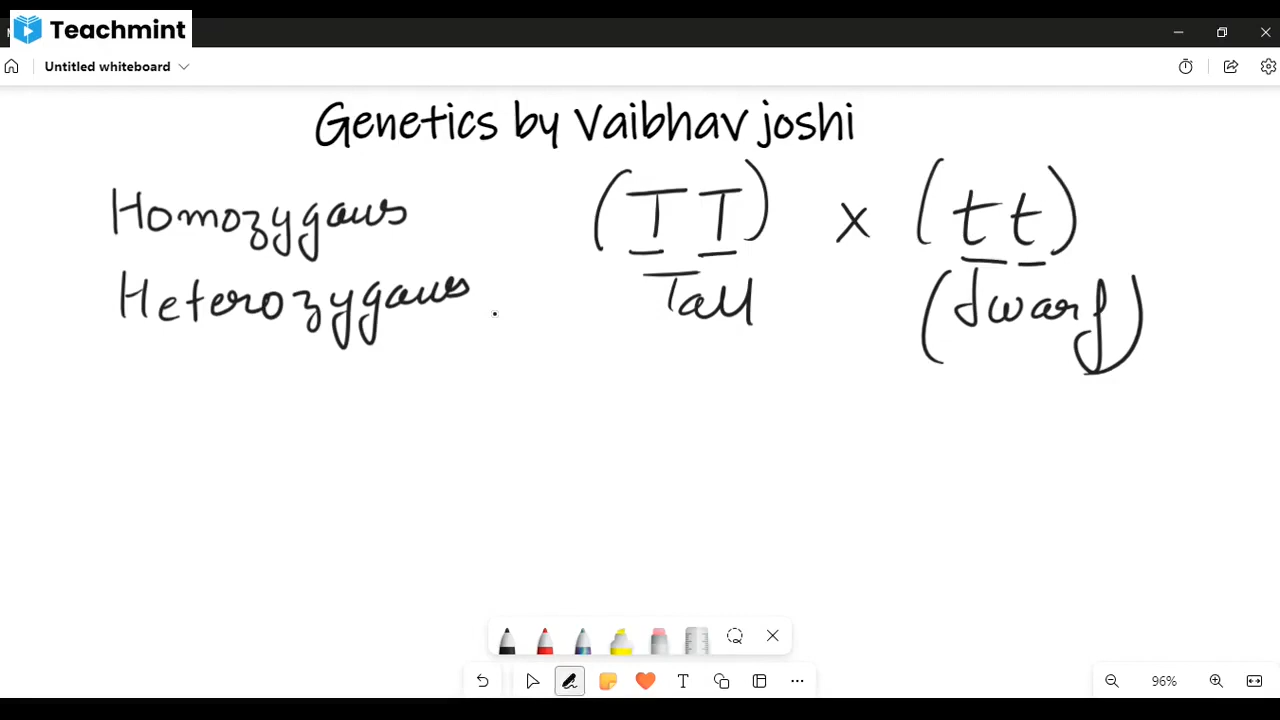 Teachmint
Untitled whiteboard
Genetics by Vaibhav joshi
Homozygaus (TT) x (tt)
Heterozygaus Tall (dwarf)
96%